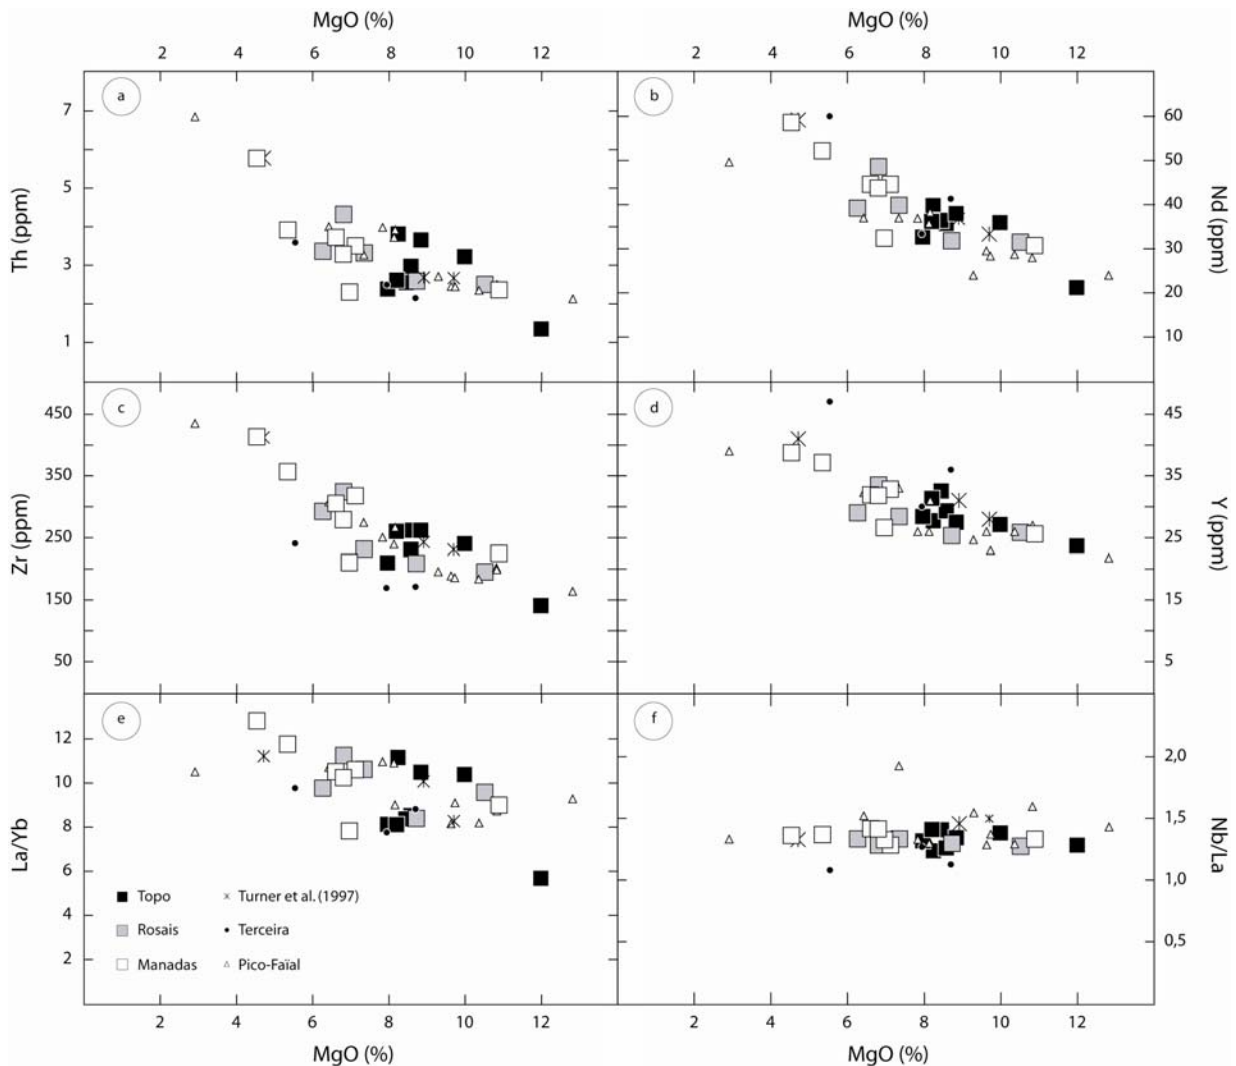 MgO (%)
MgO (%)
2 4 6 8 10 12
2 4 6 8 10 12
a
7
5
3
1
Th (ppm)
b
60
50
40
30
20
10
Nd (ppm)
c
450
350
250
150
50
Zr (ppm)
d
45
35
25
15
5
Y (ppm)
e
12
10
8
6
4
2
La/Yb
Topo
Rosais
Manadas
Turner et al. (1997)
Terceira
Pico-Faïal
f
2,0
1,5
1,0
0,5
Nb/La
2 4 6 8 10 12
2 4 6 8 10 12
MgO (%)
MgO (%)